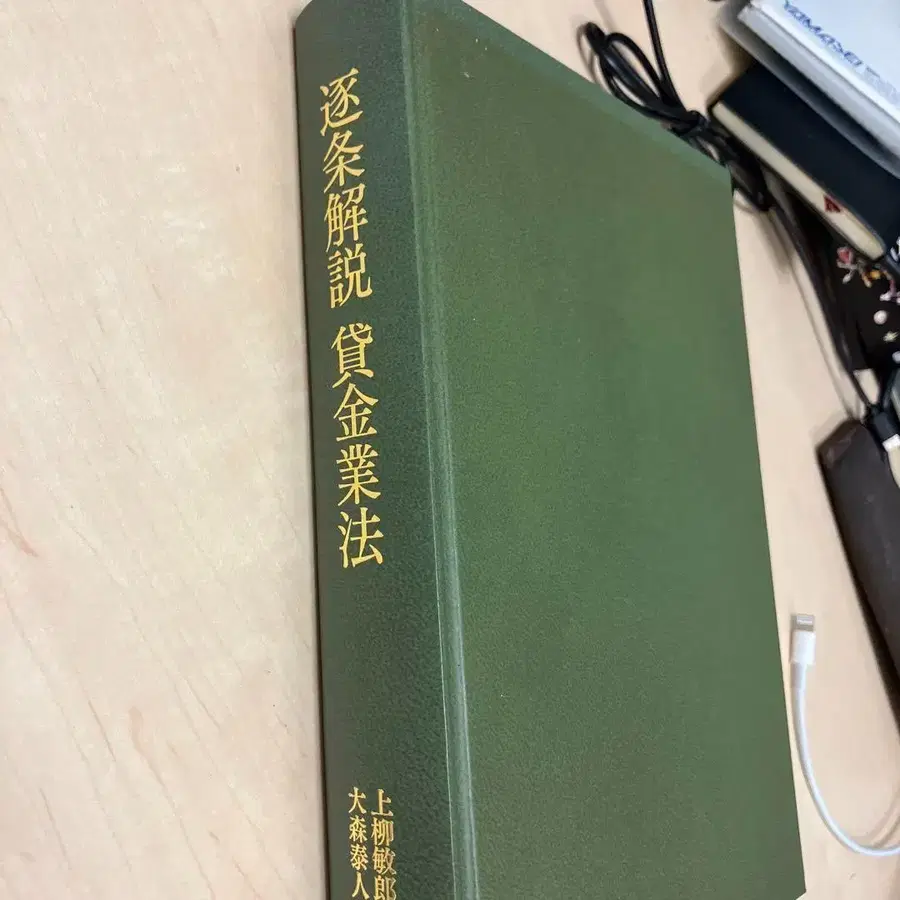 逐条解説 貸金業法
上柳敏郎
大森泰人